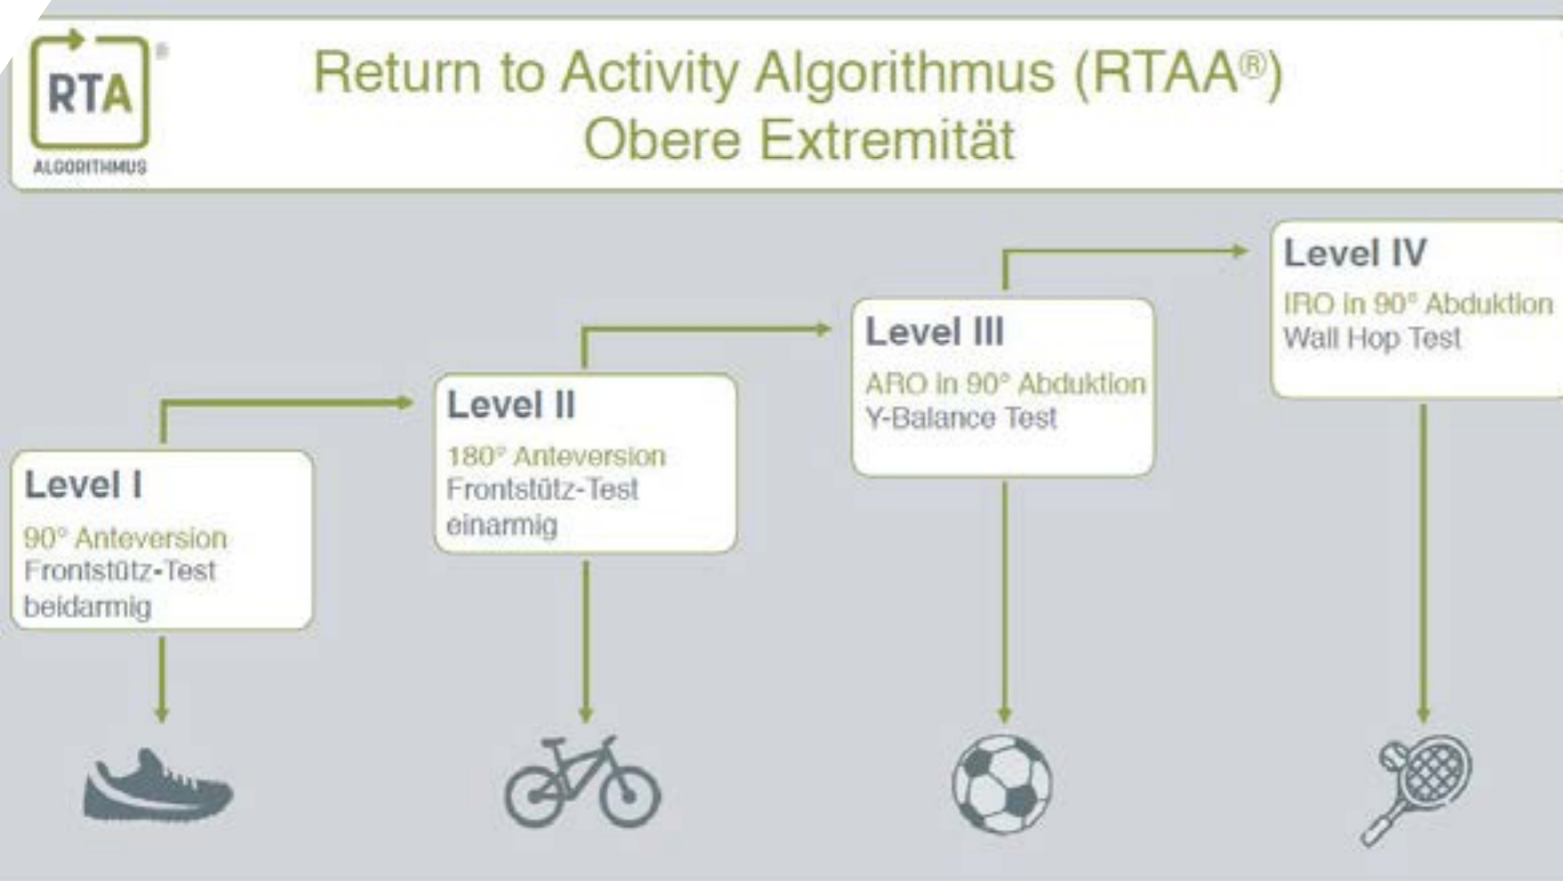 RTA
®
ALGORITHMUS
Return to Activity Algorithmus (RTAA®)
Obere Extremität
Level I
90° Anteversion
Frontstütz-Test
beidarmig
Level II
180° Anteversion
Frontstütz-Test
einarmig
Level III
ARO in 90° Abduktion
Y-Balance Test
Level IV
IRO in 90° Abduktion
Wall Hop Test